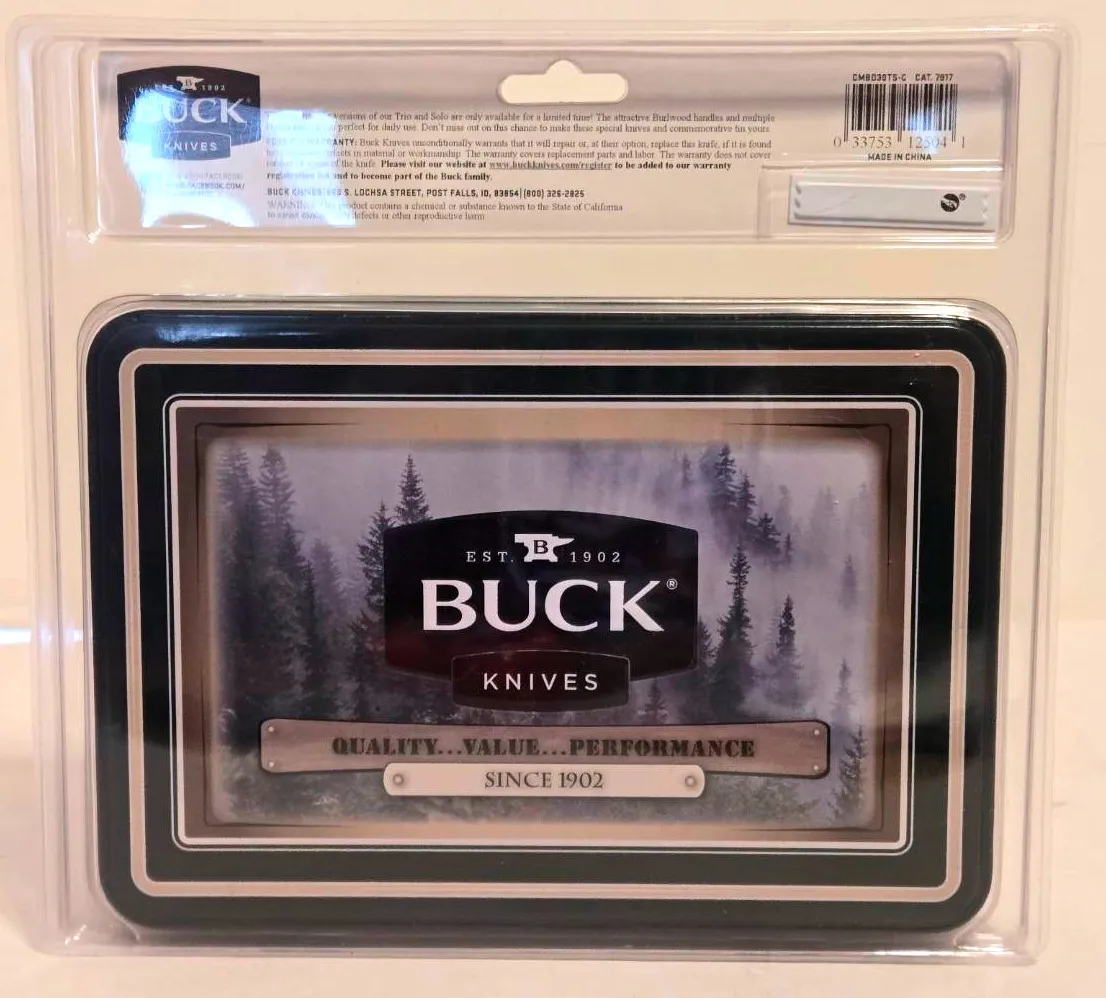 EST. B 1902
BUCK®
KNIVES
CMBD30TS-C CAT. 7917
0 33753 12504 1
MADE IN CHINA
versions of our Trio and Solo are only available for a limited time! The attractive Burlwood handles and multiple
perfect for daily use. Don't miss out on this chance to make these special knives and commemorative tin yours.
WARRANTY: Buck Knives unconditionally warrants that it will repair or, at their option, replace this knife, if it is found
defects in material or workmanship. The warranty covers replacement parts and labor. The warranty does not cover
of the knife. Please visit our website at www.buckknives.com/register to be added to our warranty
registration and to become part of the Buck family.
BUCK KNIVES S. LOCHSA STREET, POST FALLS, ID, 83854|(800) 326-2825
WARNING: product contains a chemical or substance known to the State of California
to defects or other reproductive harm
EST. B 1902
BUCK®
KNIVES
QUALITY...VALUE...PERFORMANCE
SINCE 1902